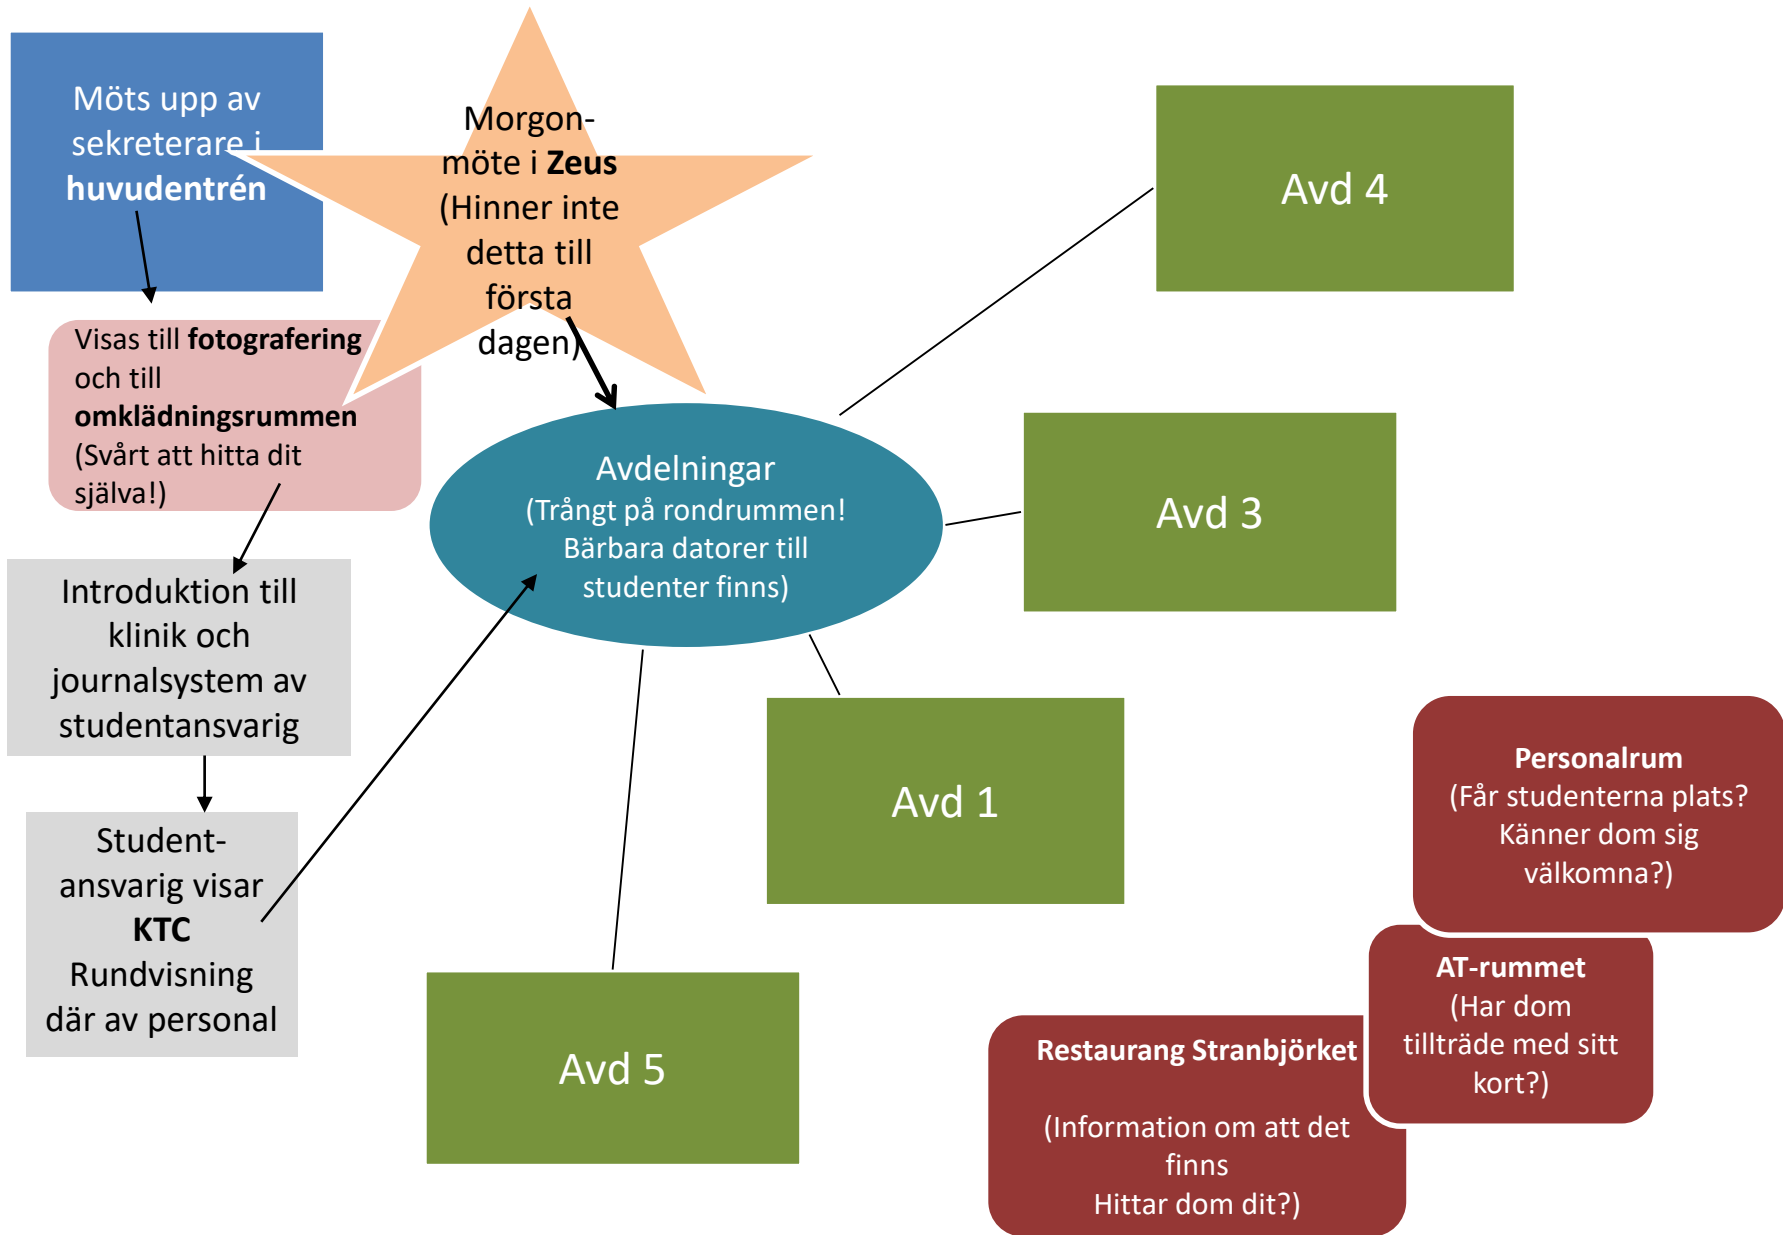 Möts upp av
sekreterare i
huvudentrén
Morgon-
möte i Zeus
(Hinner inte
detta till
första
dagen)
Visas till fotografering
och till
omklädningsrummen
(Svårt att hitta dit
själva!)
Introduktion till
klinik och
journalsystem av
studentansvarig
Student-
ansvarig visar
KTC
Rundvisning
där av personal
Avdelningar
(Trångt på rondrummen!
Bärbara datorer till
studenter finns)
Avd 4
Avd 3
Avd 1
Avd 5
Personalrum
(Får studenterna plats?
Känner dom sig
välkomna?)
AT-rummet
(Har dom
tillträde med sitt
kort?)
Restaurang Stranbjörket
(Information om att det
finns
Hittar dom dit?)